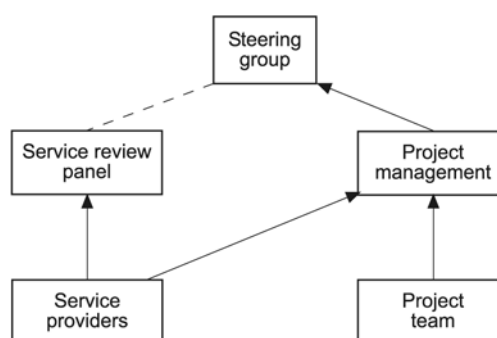 Steering
group
Service review
panel
Project
management
Service
providers
Project
team